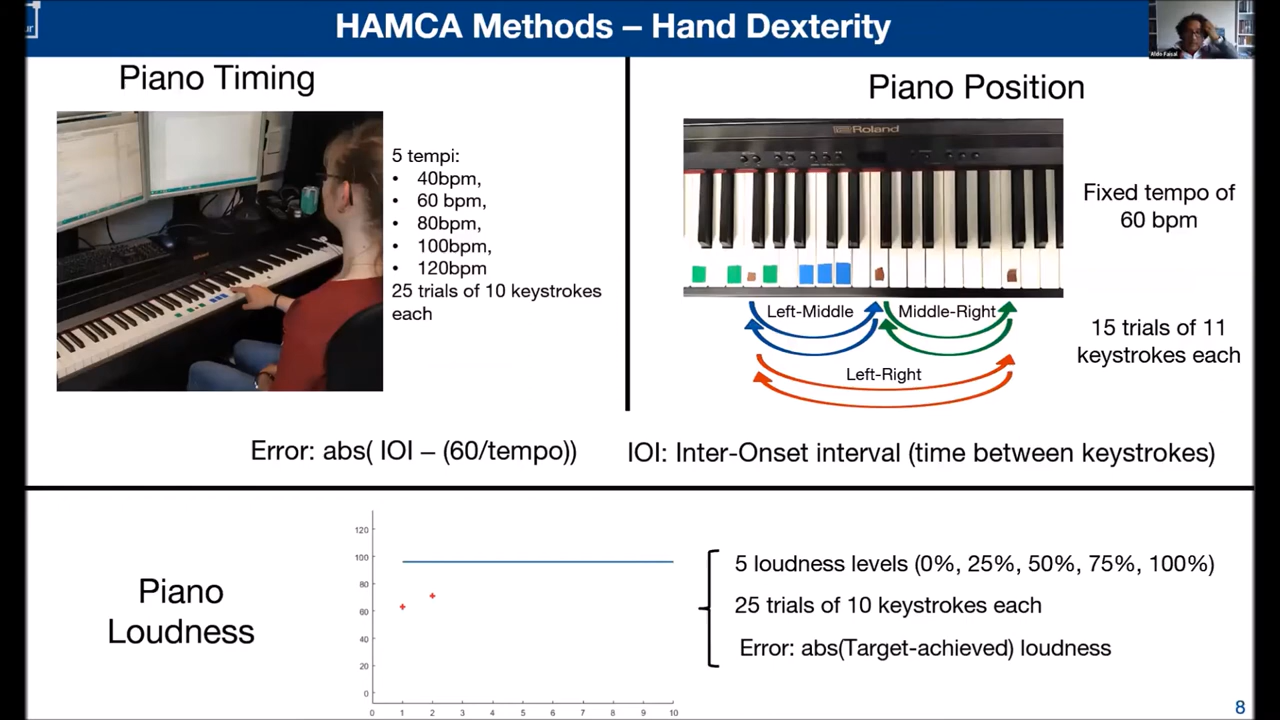 HAMCA Methods – Hand Dexterity
Aldo Faisal
Piano Timing
5 tempi:
• 40bpm,
• 60 bpm,
• 80bpm,
• 100bpm,
• 120bpm
25 trials of 10 keystrokes
each
Piano Position
Roland
Fixed tempo of
60 bpm
Left-Middle
Middle-Right
Left-Right
15 trials of 11
keystrokes each
Error: abs( IOI – (60/tempo))
IOI: Inter-Onset interval (time between keystrokes)
Piano
Loudness
120
100
80
60
40
20
0
0 1 2 3 4 5 6 7 8 9 10
5 loudness levels (0%, 25%, 50%, 75%, 100%)
25 trials of 10 keystrokes each
Error: abs(Target-achieved) loudness
8